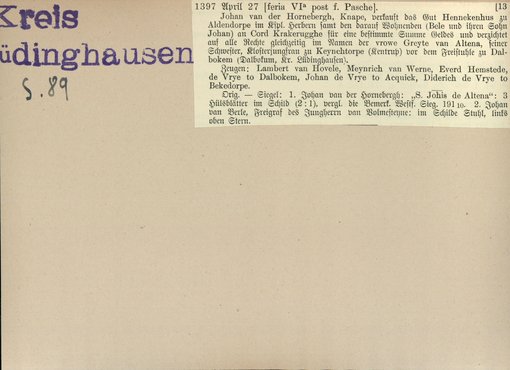 Kreis
üdinghausen
S. 89
1397 April 27 [feria VIa post f. Pasche]. [13
Johan van der Hornebergh, Knape, verkauft das Gut Hennekenhus zu
Aldendorpe im Kspl. Herbern samt den darauf Wohnenden (Bele und ihren Sohn
Johan) an Cord Krakerugghe für eine bestimmte Summe Geldes und verzichtet
auf alle Rechte gleichzeitig im Namen der vrowe Greyte van Altena, seiner
Schwester, Klosterjungfrau zu Keynchtorpe (Kentrup) vor dem Freistuhle zu Dal-
bokem (Dalbokum, Kr. Lüdinghausen).
Zeugen: Lambert van Hovele, Meynrich van Werne, Everd Hemstede,
de Vrye to Dalbokem, Johan de Vrye to Acquiek, Diderich de Vrye to
Bekedorpe.
Orig. — Siegel: 1. Johan van der Hornebergh: „S. Johis de Altena": 3
Hülsblätter im Schild (2 : 1), vergl. die Bemerk. Westf. Sieg. 191 10. 2. Johan
van Berle, Freigraf des Jungherrn van Volmesteyne: im Schilde Stuhl, links
oben Stern.